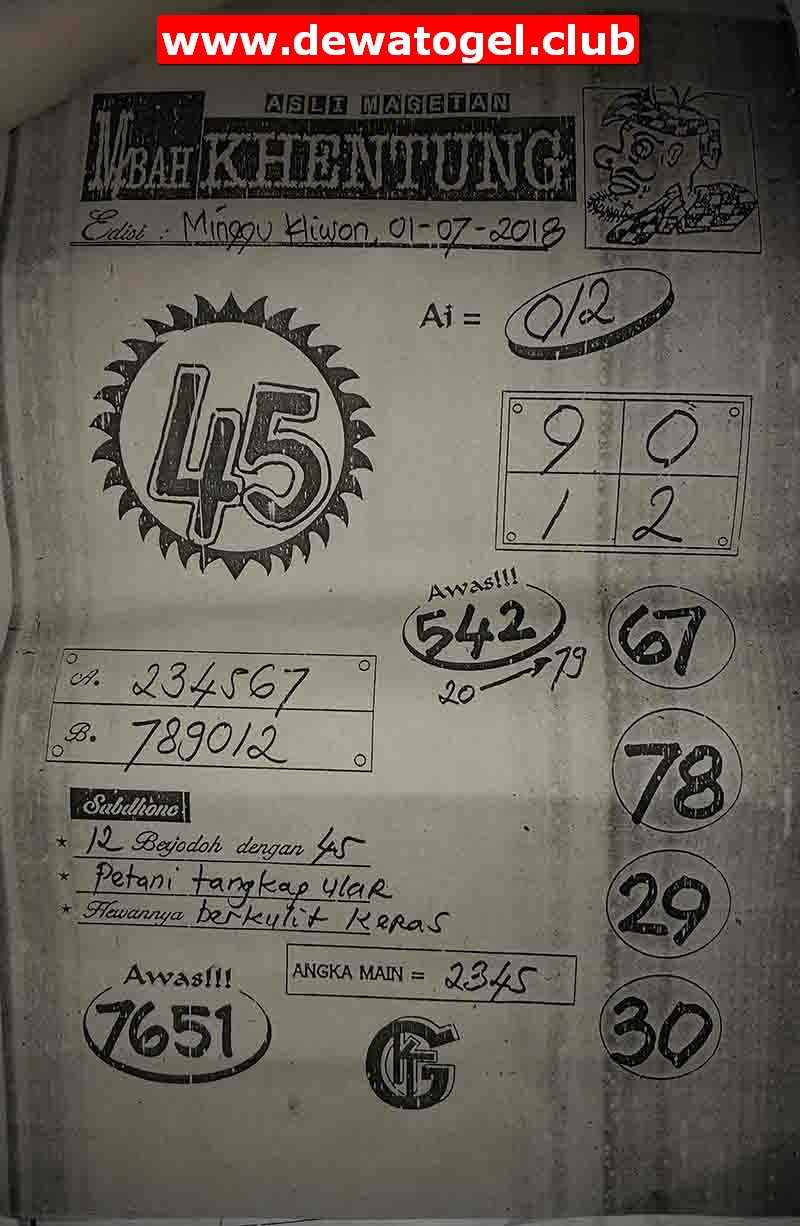 www.dewatogel.club
ASLI MAGETAN
MBAH KHENTUNG
Edisi : Minggu Kliwon, 01-07-2018
45
Ai = 012
9 0
1 2
Awas!!!
542
20 79
67
A. 234567
B. 789012
78
Sabdhono
* 12 Berjodoh dengan 45
* Petani tangkap ulaR
* Hewannya berkulit KeRas
29
Awas!!!
7651
ANGKA MAIN = 2345
30